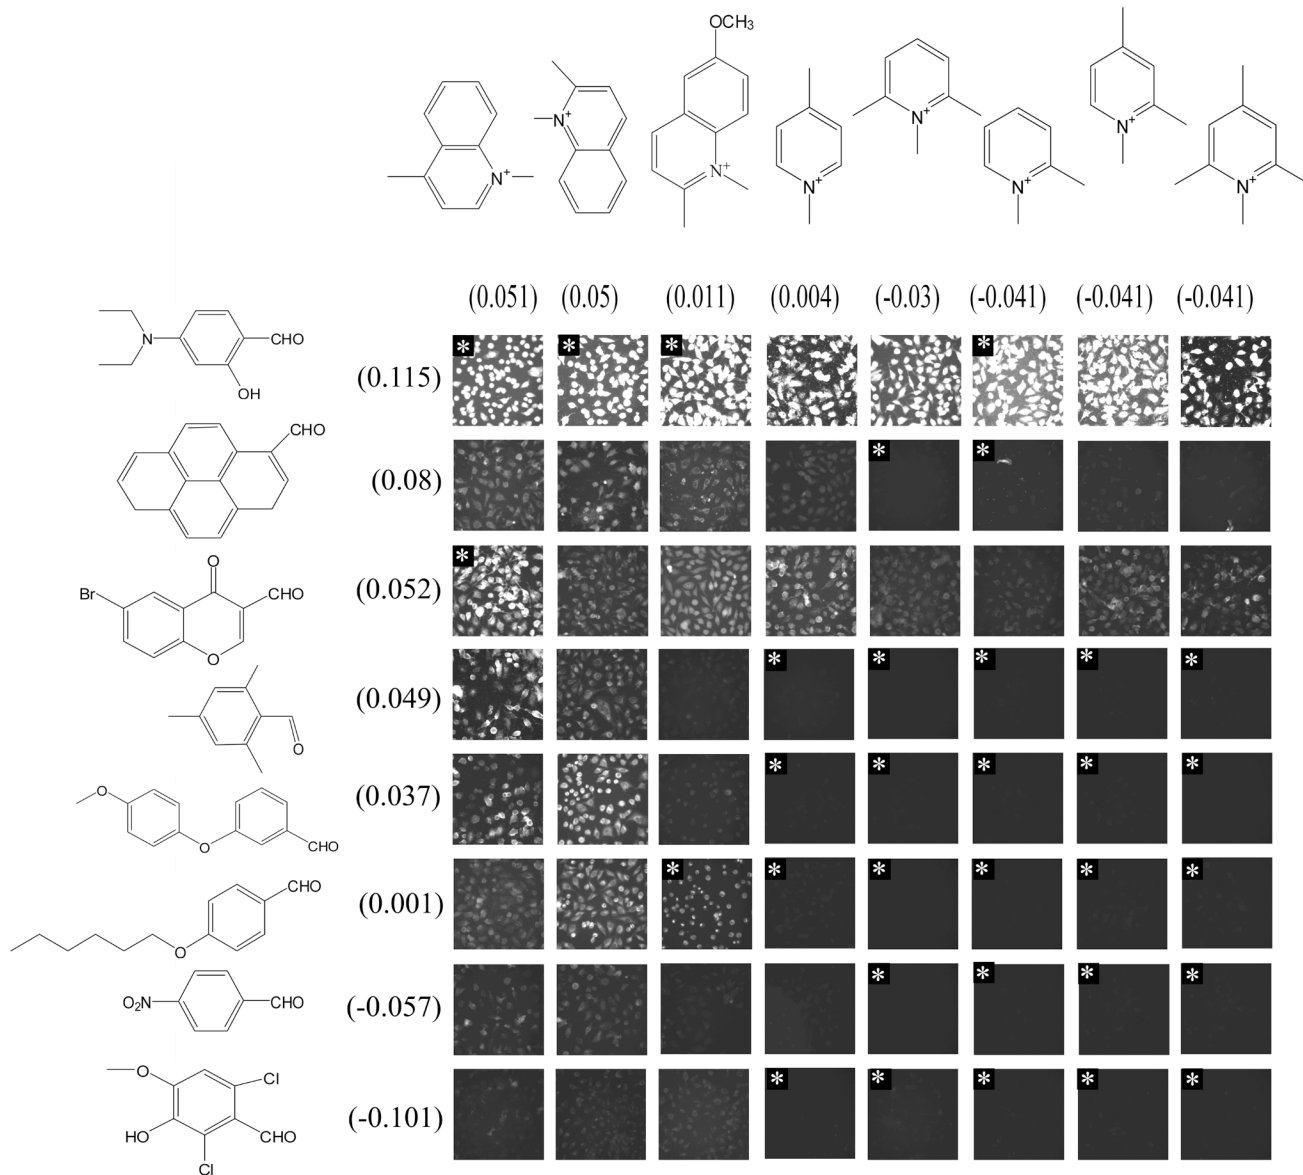 OCH₃
N⁺
N⁺
N⁺
N⁺
N⁺
N⁺
N⁺
N⁺
(0.051) (0.05) (0.011) (0.004) (-0.03) (-0.041) (-0.041) (-0.041)
N CHO
OH
(0.115) * * * *
CHO
(0.08) * *
O
Br CHO
O
(0.052) *
O
(0.049) * * * * *
O
O CHO
(0.037) * * * * *
CHO
O
(0.001) * * * * * *
O₂N CHO
(-0.057) * * * *
O Cl
HO CHO
Cl
(-0.101) * * * * *